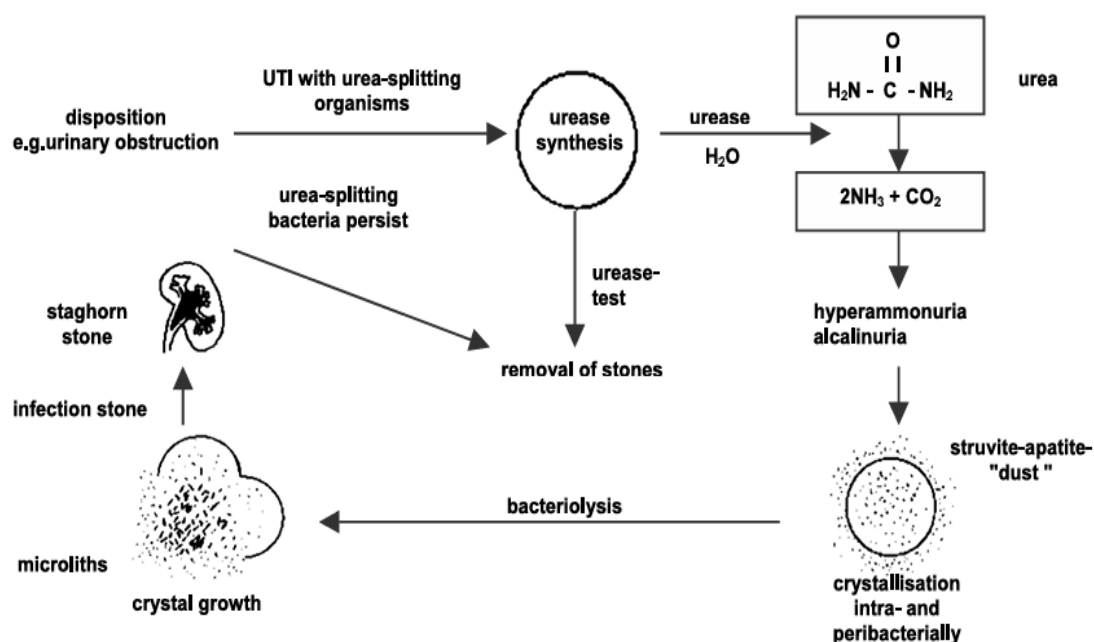 UTI with urea-splitting
organisms
disposition
e.g.urinary obstruction
urease
synthesis
urease
H₂O
O
H₂N - C - NH₂
urea
2NH₃ + CO₂
urea-splitting
bacteria persist
urease-
test
removal of stones
hyperammonuria
alcalinuria
staghorn
stone
infection stone
struvite-apatite-
"dust "
bacteriolysis
microliths
crystal growth
crystallisation
intra- and
peribacterially